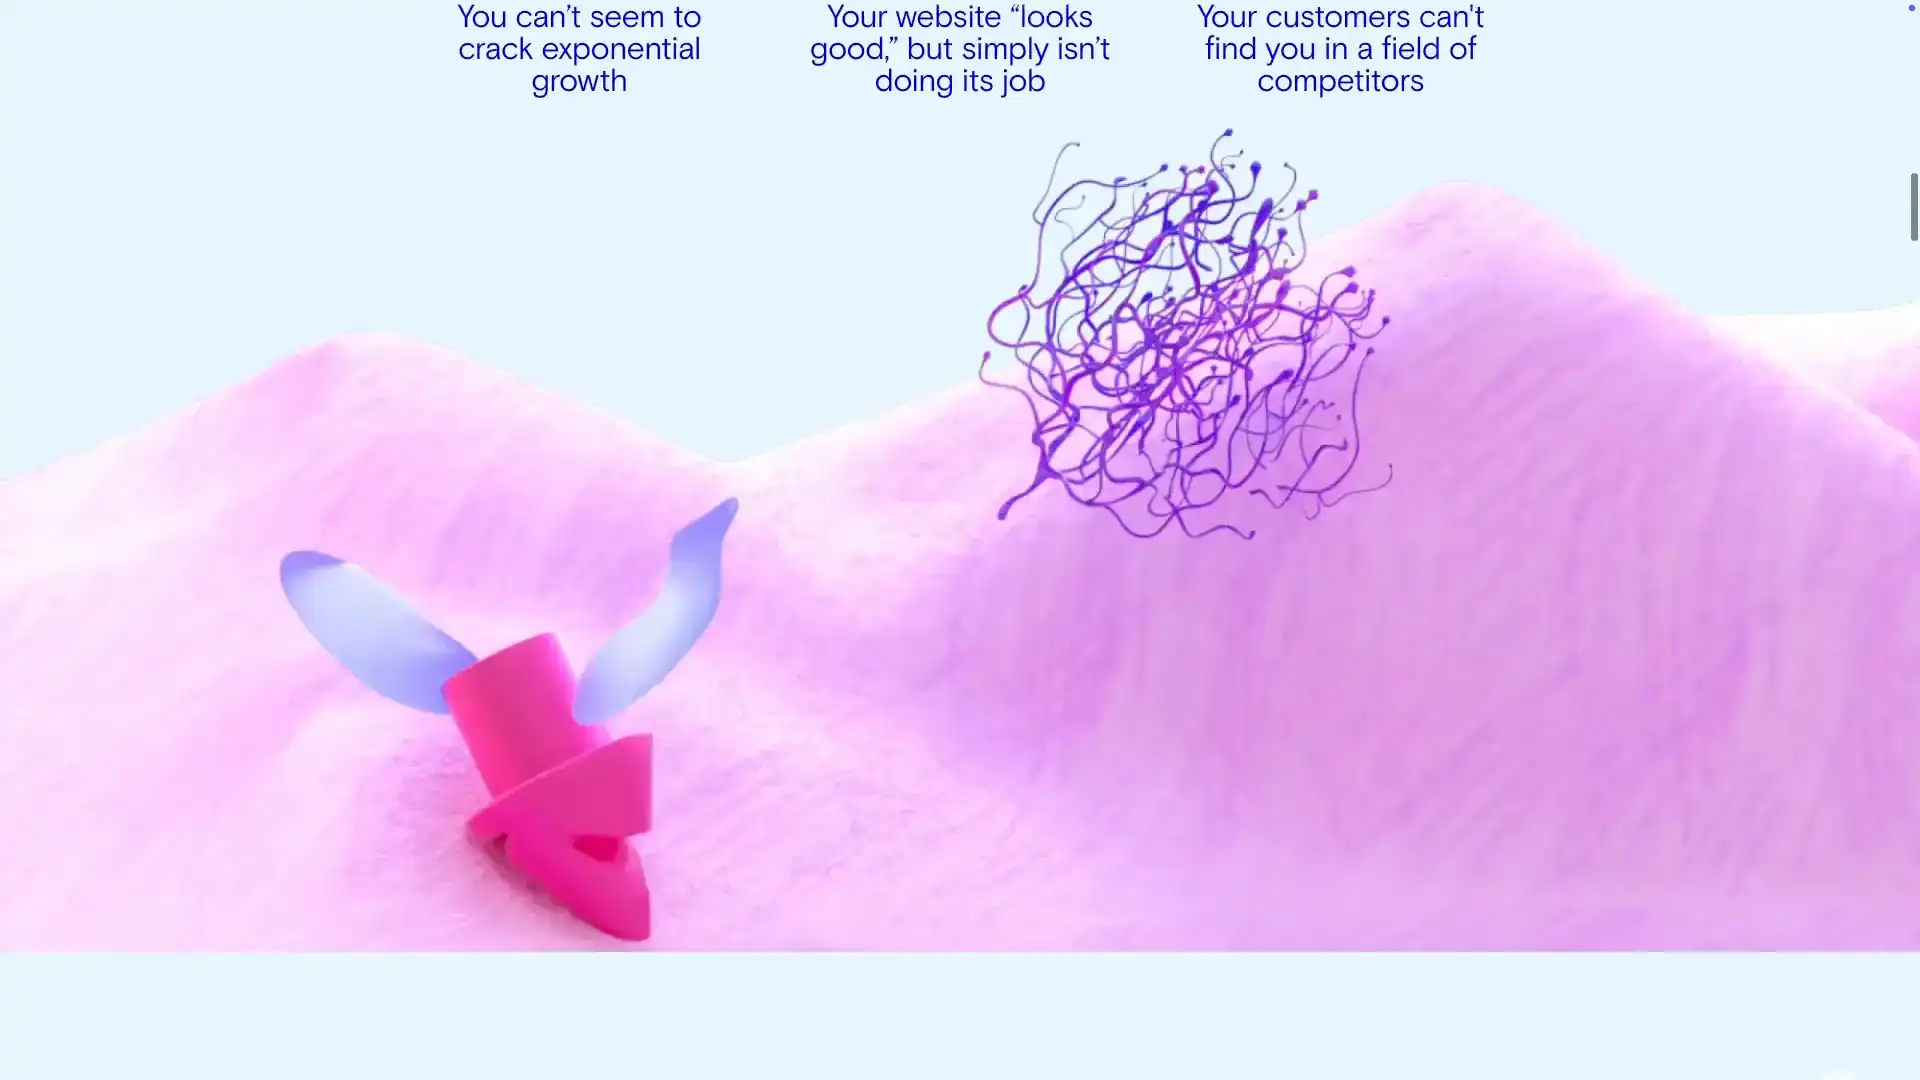 You can’t seem to
crack exponential
growth
Your website “looks
good,” but simply isn’t
doing its job
Your customers can't
find you in a field of
competitors